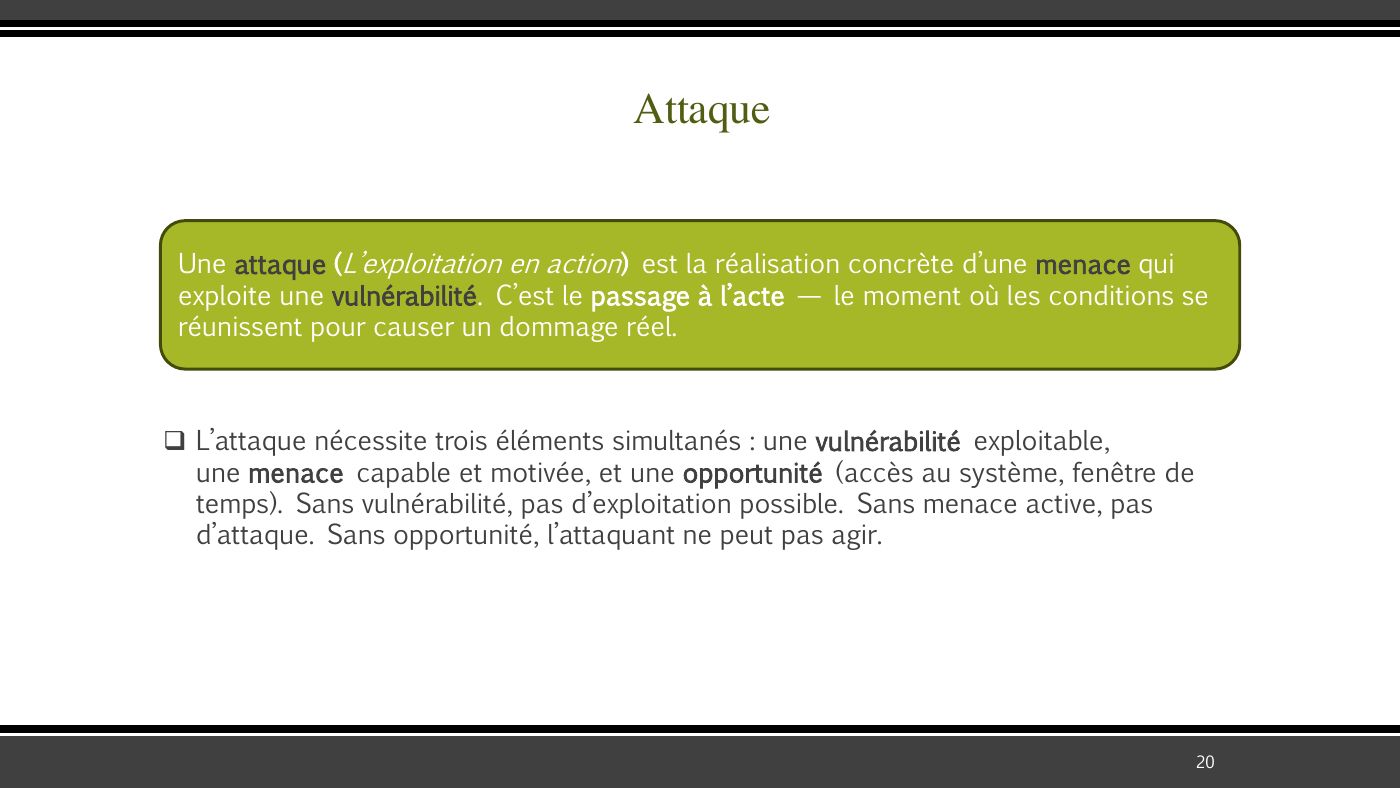 Attaque
Une attaque (L’exploitation en action) est la réalisation concrète d’une menace qui
exploite une vulnérabilité. C’est le passage à l’acte — le moment où les conditions se
réunissent pour causer un dommage réel.
❑ L’attaque nécessite trois éléments simultanés : une vulnérabilité exploitable,
une menace capable et motivée, et une opportunité (accès au système, fenêtre de
temps). Sans vulnérabilité, pas d’exploitation possible. Sans menace active, pas
d’attaque. Sans opportunité, l’attaquant ne peut pas agir.
20